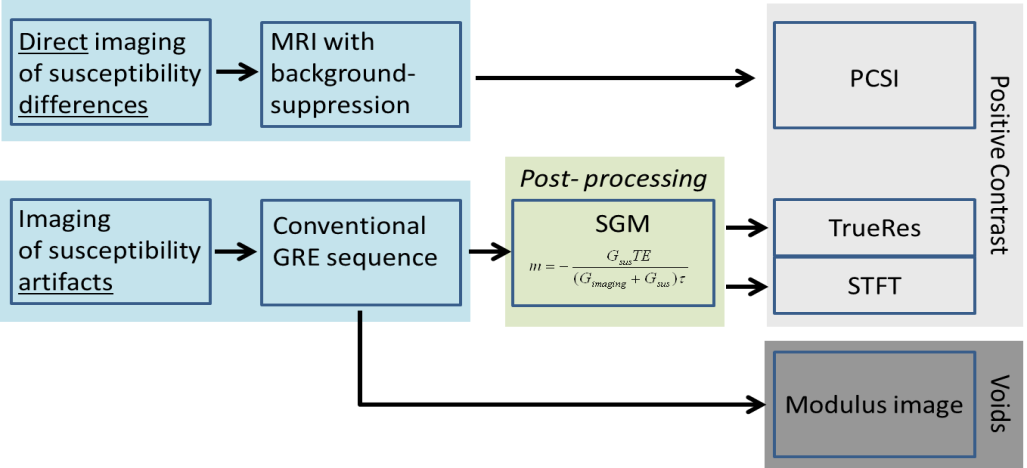 Direct imaging
of susceptibility
differences
MRI with
background-
suppression
PCSI
Positive Contrast
Imaging
of susceptibility
artifacts
Conventional
GRE sequence
Post- processing
SGM
m = − G_sus TE / (G_imaging + G_sus) τ
TrueRes
STFT
Modulus image
Voids